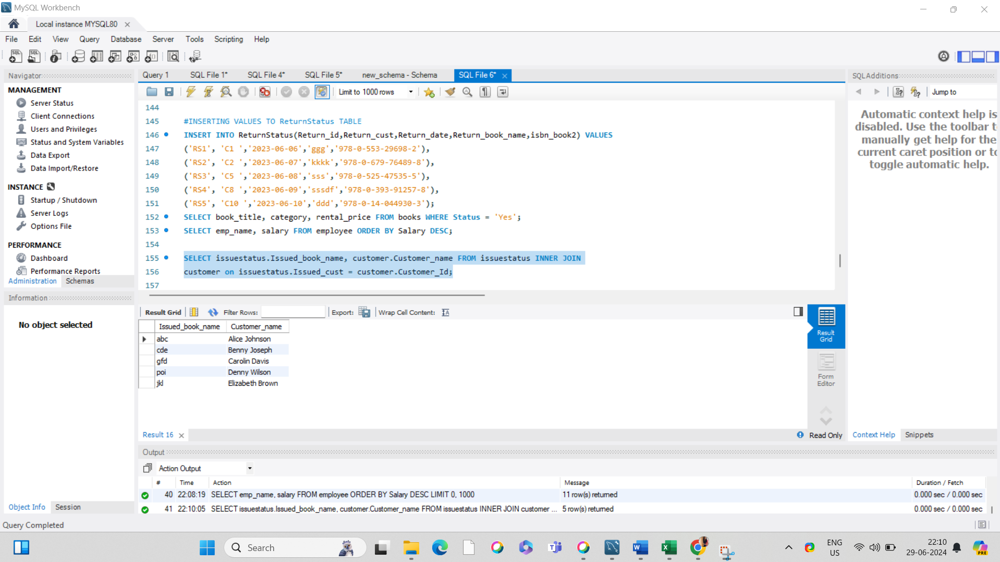 MySQL Workbench
Local instance MYSQL80
File Edit View Query Database Server Tools Scripting Help
Navigator
MANAGEMENT
Server Status
Client Connections
Users and Privileges
Status and System Variables
Data Export
Data Import/Restore
INSTANCE
Startup / Shutdown
Server Logs
Options File
PERFORMANCE
Dashboard
Performance Reports
Administration Schemas
Information
No object selected
Object Info Session
Query 1 SQL File 1* SQL File 4* SQL File 5* new_schema - Schema SQL File 6*
Limit to 1000 rows
144
145 #INSERTING VALUES TO ReturnStatus TABLE
146 INSERT INTO ReturnStatus(Return_id,Return_cust,Return_date,Return_book_name,isbn_book2) VALUES
147 ('RS1', 'C1 ','2023-06-06','ggg','978-0-553-29698-2'),
148 ('RS2', 'C2 ','2023-06-07','kkkk','978-0-679-76489-8'),
149 ('RS3', 'C5 ','2023-06-08','sss','978-0-525-47535-5'),
150 ('RS4', 'C8 ','2023-06-09','sssdf','978-0-393-91257-8'),
151 ('RS5', 'C10 ','2023-06-10','ddd','978-0-14-044930-3');
152 SELECT book_title, category, rental_price FROM books WHERE Status = 'Yes';
153 SELECT emp_name, salary FROM employee ORDER BY Salary DESC;
154
155 SELECT issuestatus.Issued_book_name, customer.Customer_name FROM issuestatus INNER JOIN
156 customer on issuestatus.Issued_cust = customer.Customer_Id;
157
Result Grid Filter Rows: Export: Wrap Cell Content:
Issued_book_name Customer_name
abc Alice Johnson
cde Benny Joseph
gfd Carolin Davis
poi Denny Wilson
jkl Elizabeth Brown
Result
Grid
Form
Editor
Result 16
Read Only
SQLAdditions
Jump to
Automatic context help is
disabled. Use the toolbar t
manually get help for the
current caret position or to
toggle automatic help.
Context Help Snippets
Output
Action Output
# Time Action Message Duration / Fetch
40 22:08:19 SELECT emp_name, salary FROM employee ORDER BY Salary DESC LIMIT 0, 1000 11 row(s) returned 0.000 sec / 0.000 sec
41 22:10:05 SELECT issuestatus.Issued_book_name, customer.Customer_name FROM issuestatus INNER JOIN customer ... 5 row(s) returned 0.000 sec / 0.000 sec
Query Completed
Search
ENG
US
22:10
29-06-2024
PRE